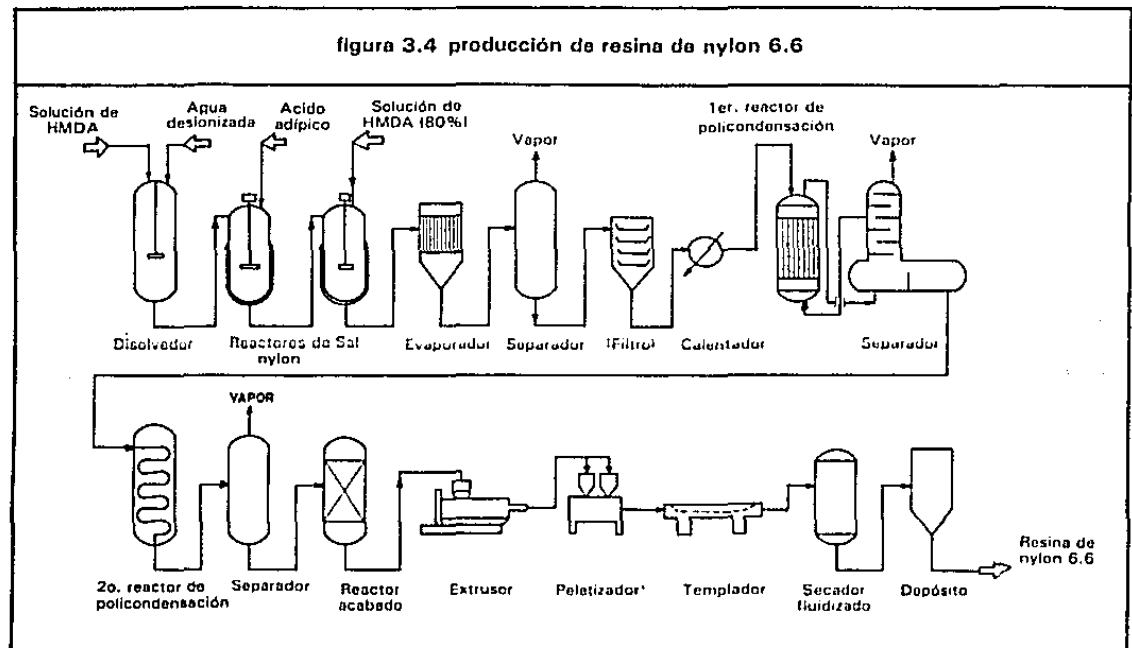 figura 3.4 producción de resina de nylon 6.6
Solución de
HMDA
Agua
desionizada
Acido
adípico
Solución de
HMDA (80%)
Vapor
1er. reactor de
policondensación
Vapor
Disolvedor
Reactores de Sal
nylon
Evaporador
Separador
(Filtro)
Calentador
Separador
VAPOR
2o. reactor de
policondensación
Separador
Reactor
acabado
Extrusor
Peletizador
Templador
Secador
fluidizado
Depósito
Resina de
nylon 6.6